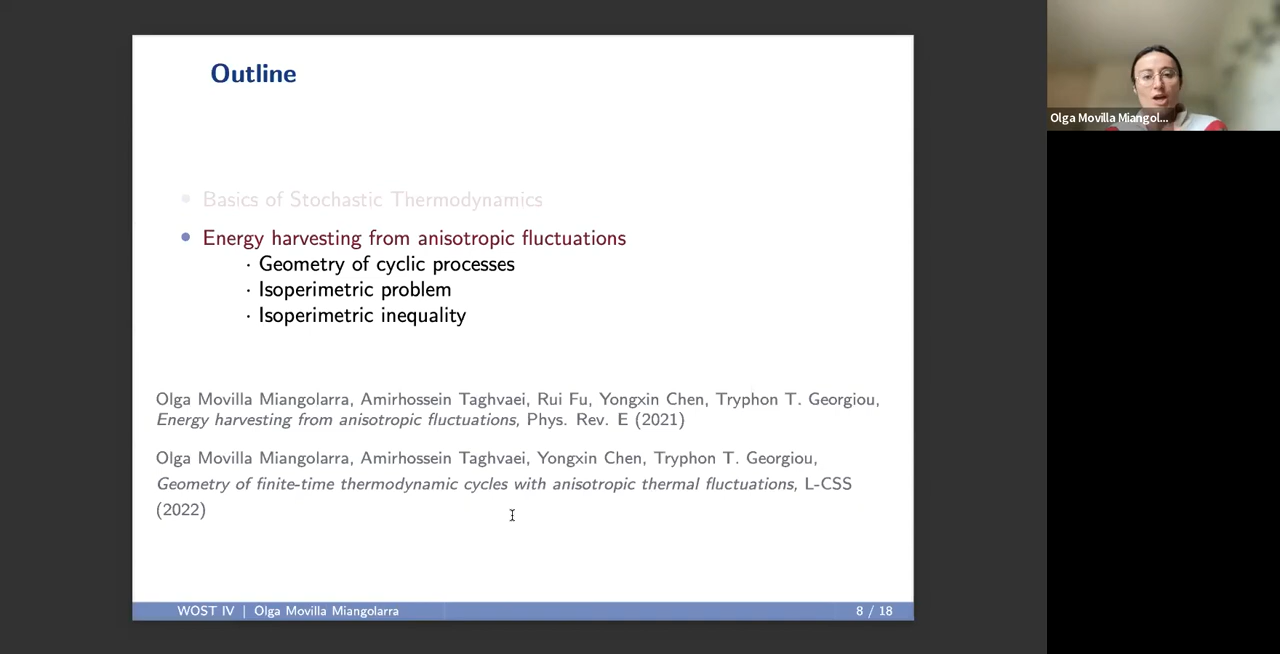 Outline
Olga Movilla Miangol...
• Basics of Stochastic Thermodynamics
• Energy harvesting from anisotropic fluctuations
· Geometry of cyclic processes
· Isoperimetric problem
· Isoperimetric inequality
Olga Movilla Miangolarra, Amirhossein Taghvaei, Rui Fu, Yongxin Chen, Tryphon T. Georgiou,
Energy harvesting from anisotropic fluctuations, Phys. Rev. E (2021)
Olga Movilla Miangolarra, Amirhossein Taghvaei, Yongxin Chen, Tryphon T. Georgiou,
Geometry of finite-time thermodynamic cycles with anisotropic thermal fluctuations, L-CSS
(2022)
WOST IV | Olga Movilla Miangolarra
8 / 18